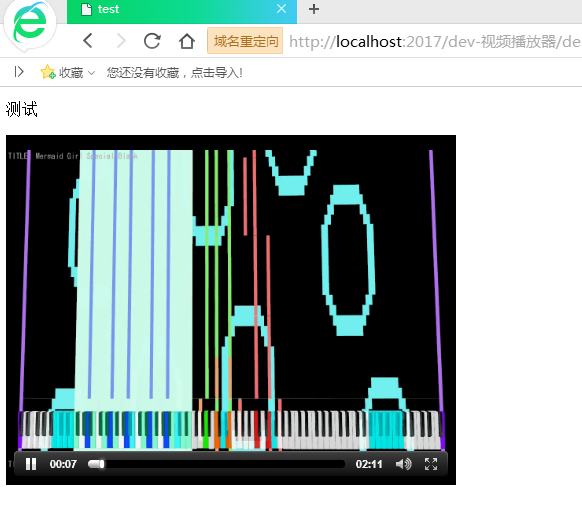 test
域名重定向 http://localhost:2017/dev-视频播放器/de
收藏 您还没有收藏，点击导入!
测试
TITLE Mermaid Girl Special Black
00:07 02:11